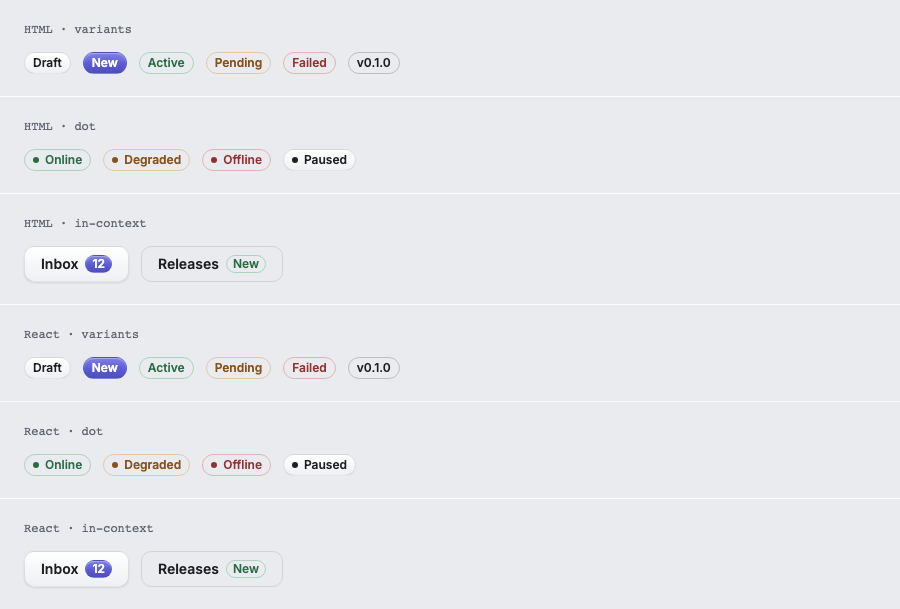 HTML · variants
Draft New Active Pending Failed v0.1.0
HTML · dot
Online Degraded Offline Paused
HTML · in-context
Inbox 12 Releases New
React · variants
Draft New Active Pending Failed v0.1.0
React · dot
Online Degraded Offline Paused
React · in-context
Inbox 12 Releases New